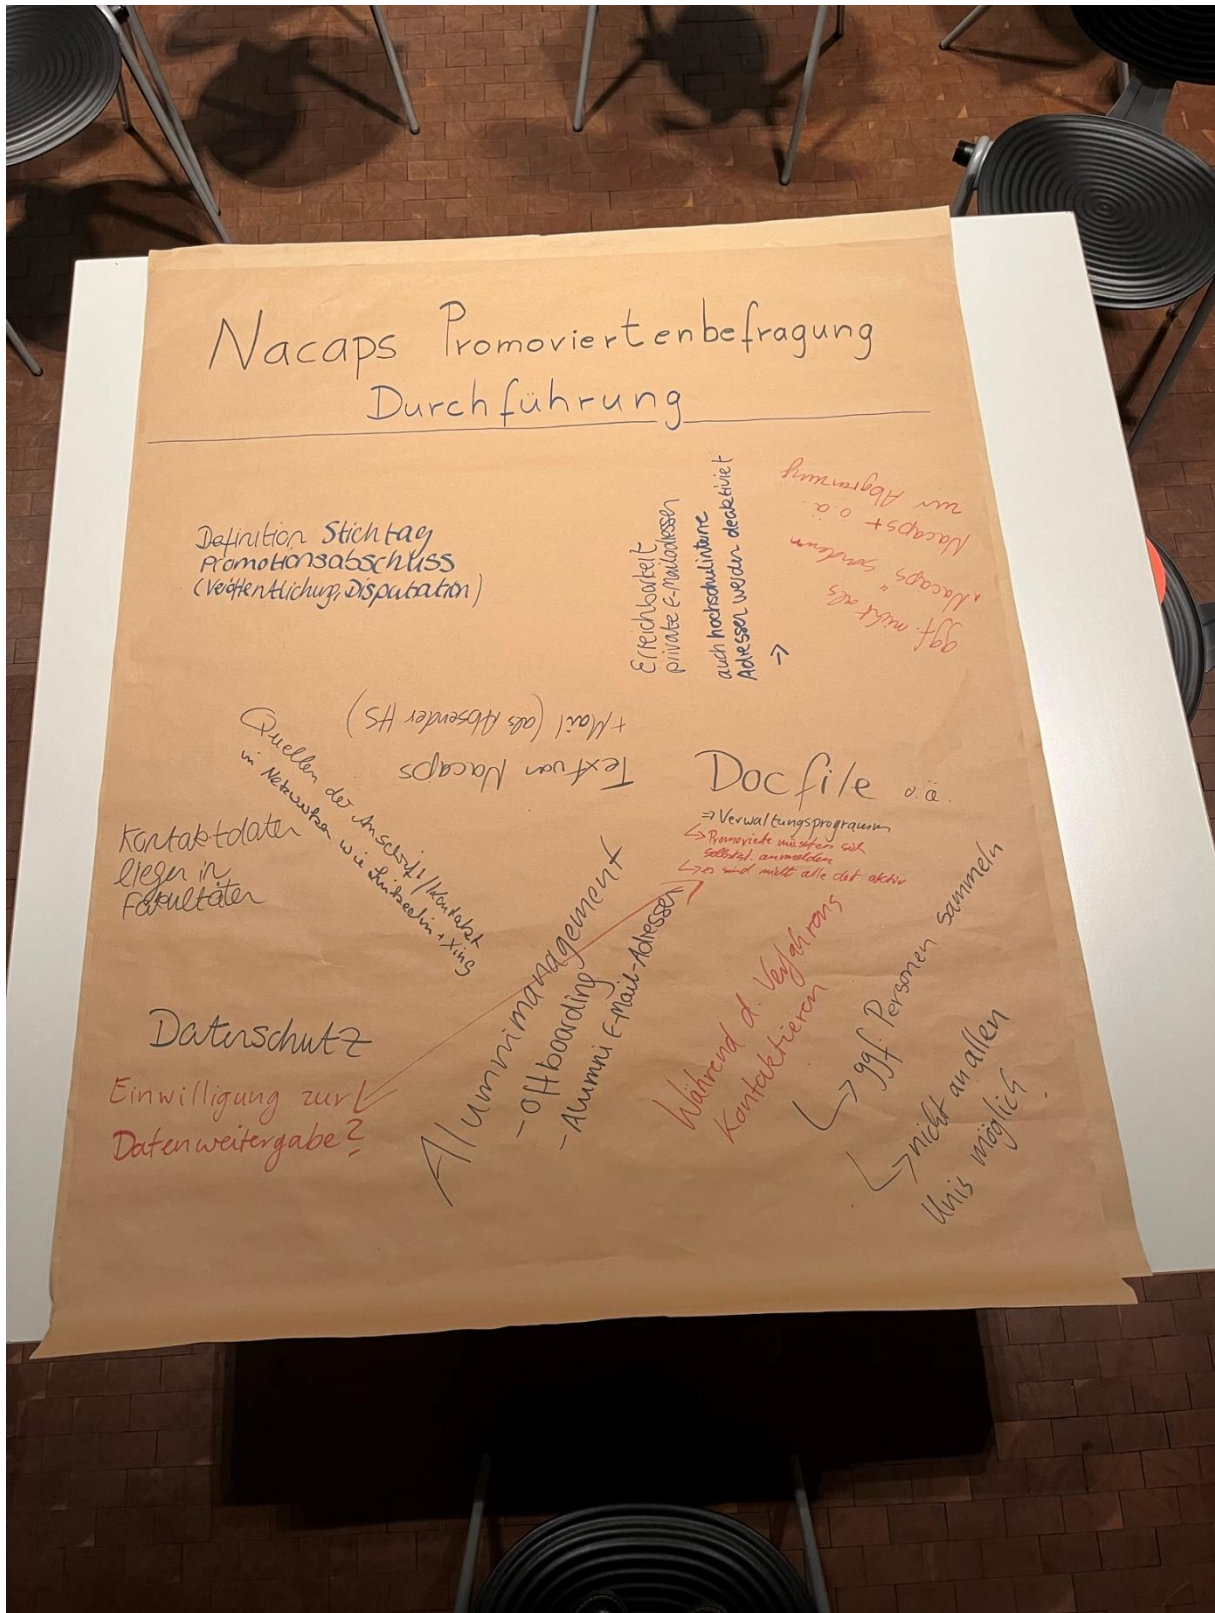 Nacaps Promoviertenbefragung
Durchführung
Definition Stichtag
Promotionsabschluss
(Veröffentlichung, Disputation)
Erreichbarkeit
private E-Mailadressen
auch hochschulinterne
Adressen werden deaktiviert
→
ggf. nicht als
"Nacaps" sondern
Nacaps+ o.ä.
zur Abgrenzung
Text von Nacaps
+ Mail (als Absender HS)
Quellen der Anschrift/Kontakt
in Netzwerken wie Linkedin + Xing
Kontaktdaten
liegen in
Fakultäten
Docfile o.ä.
⇒ Verwaltungsprogramm
↳ Promovierte müssten sich
selbstst. anmelden
↳ es sind nicht alle dort aktiv
Datenschutz
Einwilligung zur
Datenweitergabe?
Alumnimanagement
- Offboarding
- Alumni E-Mail-Adressen
Während d. Verfahrens
kontaktieren
↳ ggf. Personen sammeln
↳ nicht an allen
Unis möglich!